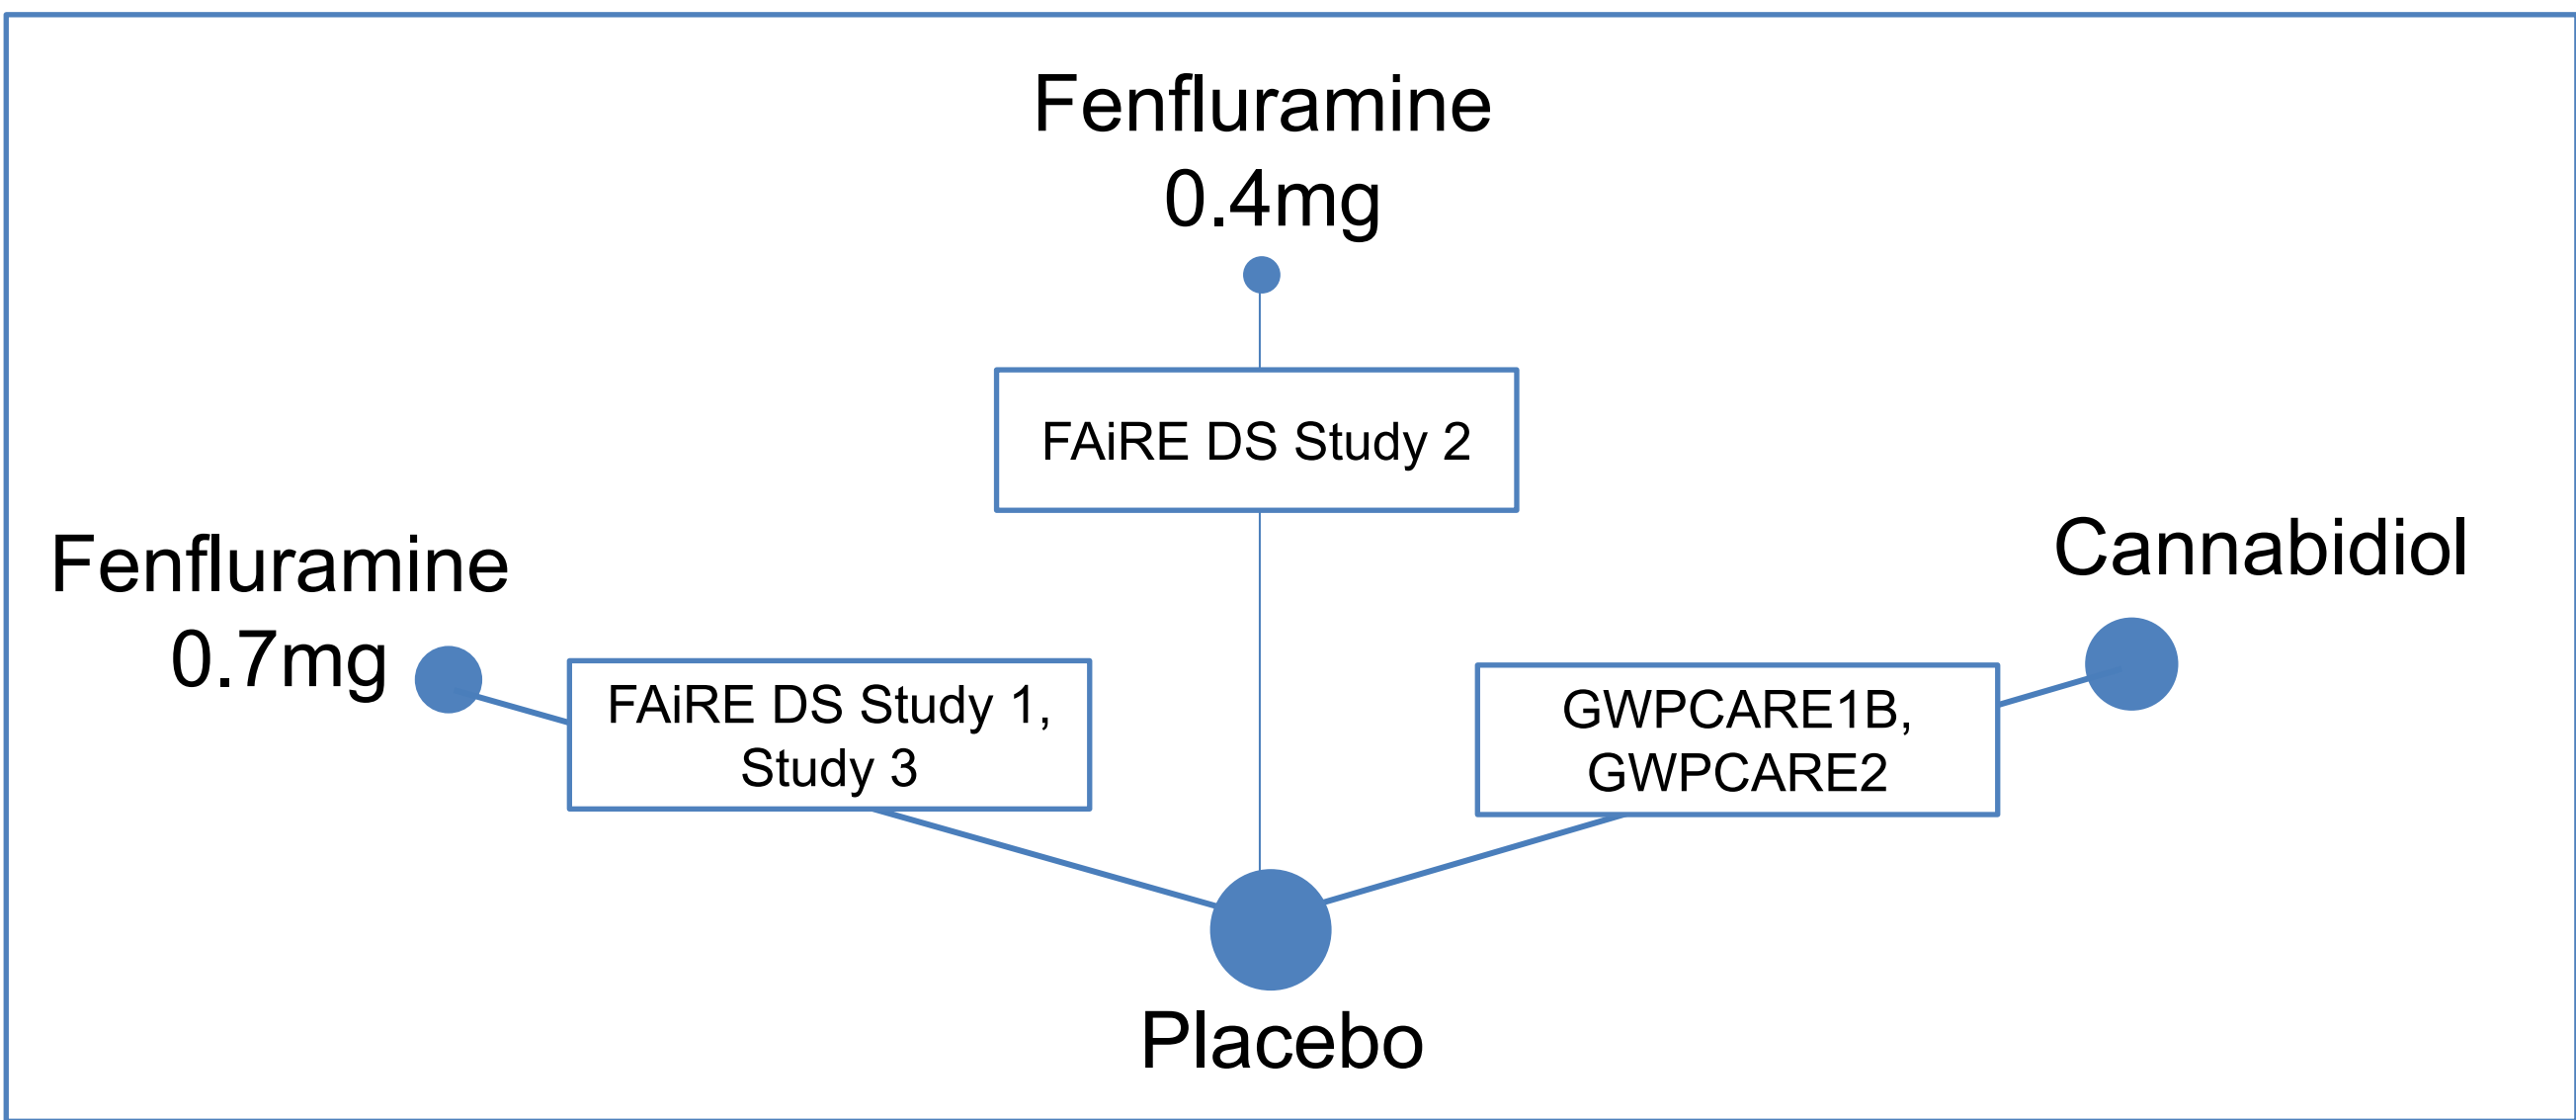 Fenfluramine
0.4mg
FAiRE DS Study 2
Fenfluramine
0.7mg
FAiRE DS Study 1,
Study 3
Cannabidiol
GWPCARE1B,
GWPCARE2
Placebo